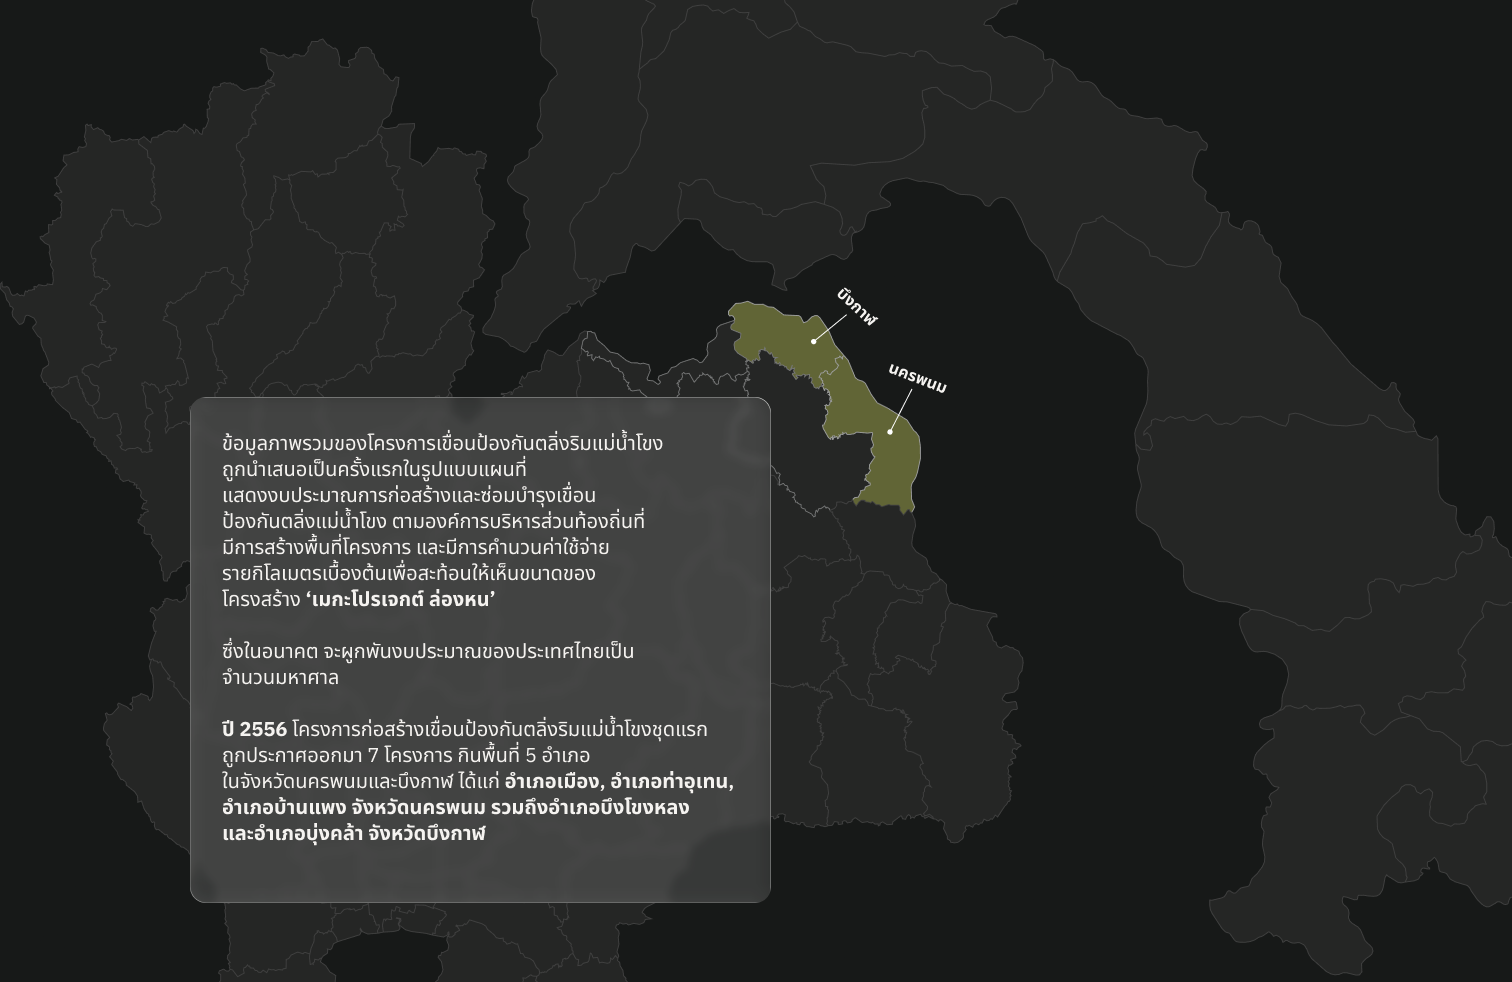 บึงกาฬ
นครพนม
ข้อมูลภาพรวมของโครงการเขื่อนป้องกันตลิ่งริมแม่น้ำโขง
ถูกนำเสนอเป็นครั้งแรกในรูปแบบแผนที่
แสดงงบประมาณการก่อสร้างและซ่อมบำรุงเขื่อน
ป้องกันตลิ่งแม่น้ำโขง ตามองค์การบริหารส่วนท้องถิ่นที่
มีการสร้างพื้นที่โครงการ และมีการคำนวนค่าใช้จ่าย
รายกิโลเมตรเบื้องต้นเพื่อสะท้อนให้เห็นขนาดของ
โครงสร้าง ‘เมกะโปรเจกต์ ล่องหน’
ซึ่งในอนาคต จะผูกพันงบประมาณของประเทศไทยเป็น
จำนวนมหาศาล
ปี 2556 โครงการก่อสร้างเขื่อนป้องกันตลิ่งริมแม่น้ำโขงชุดแรก
ถูกประกาศออกมา 7 โครงการ กินพื้นที่ 5 อำเภอ
ในจังหวัดนครพนมและบึงกาฬ ได้แก่ อำเภอเมือง, อำเภอท่าอุเทน,
อำเภอบ้านแพง จังหวัดนครพนม รวมถึงอำเภอบึงโขงหลง
และอำเภอบุ่งคล้า จังหวัดบึงกาฬ